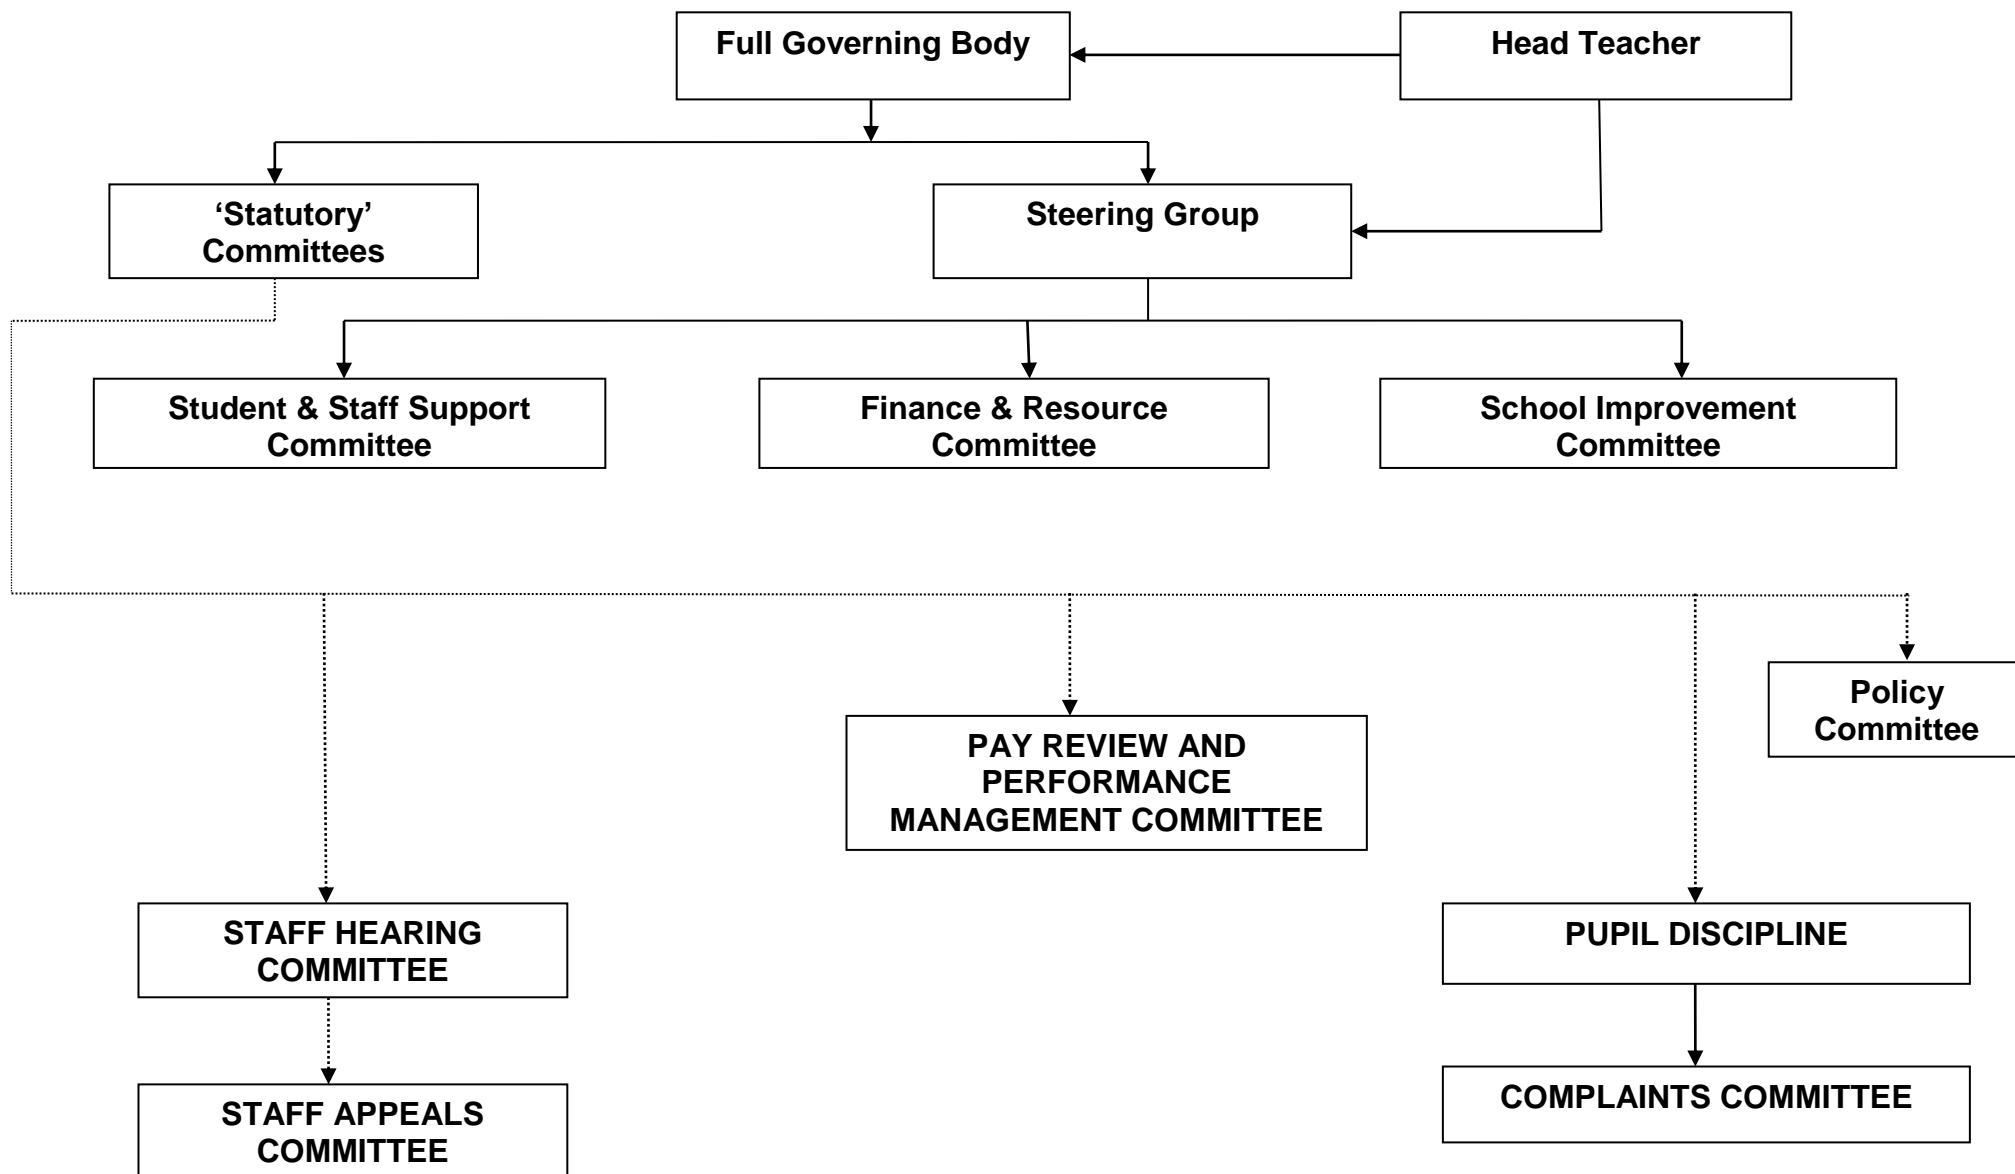 Full Governing Body
Head Teacher
‘Statutory’
Committees
Steering Group
Student & Staff Support
Committee
Finance & Resource
Committee
School Improvement
Committee
Policy
Committee
PAY REVIEW AND
PERFORMANCE
MANAGEMENT COMMITTEE
STAFF HEARING
COMMITTEE
PUPIL DISCIPLINE
STAFF APPEALS
COMMITTEE
COMPLAINTS COMMITTEE